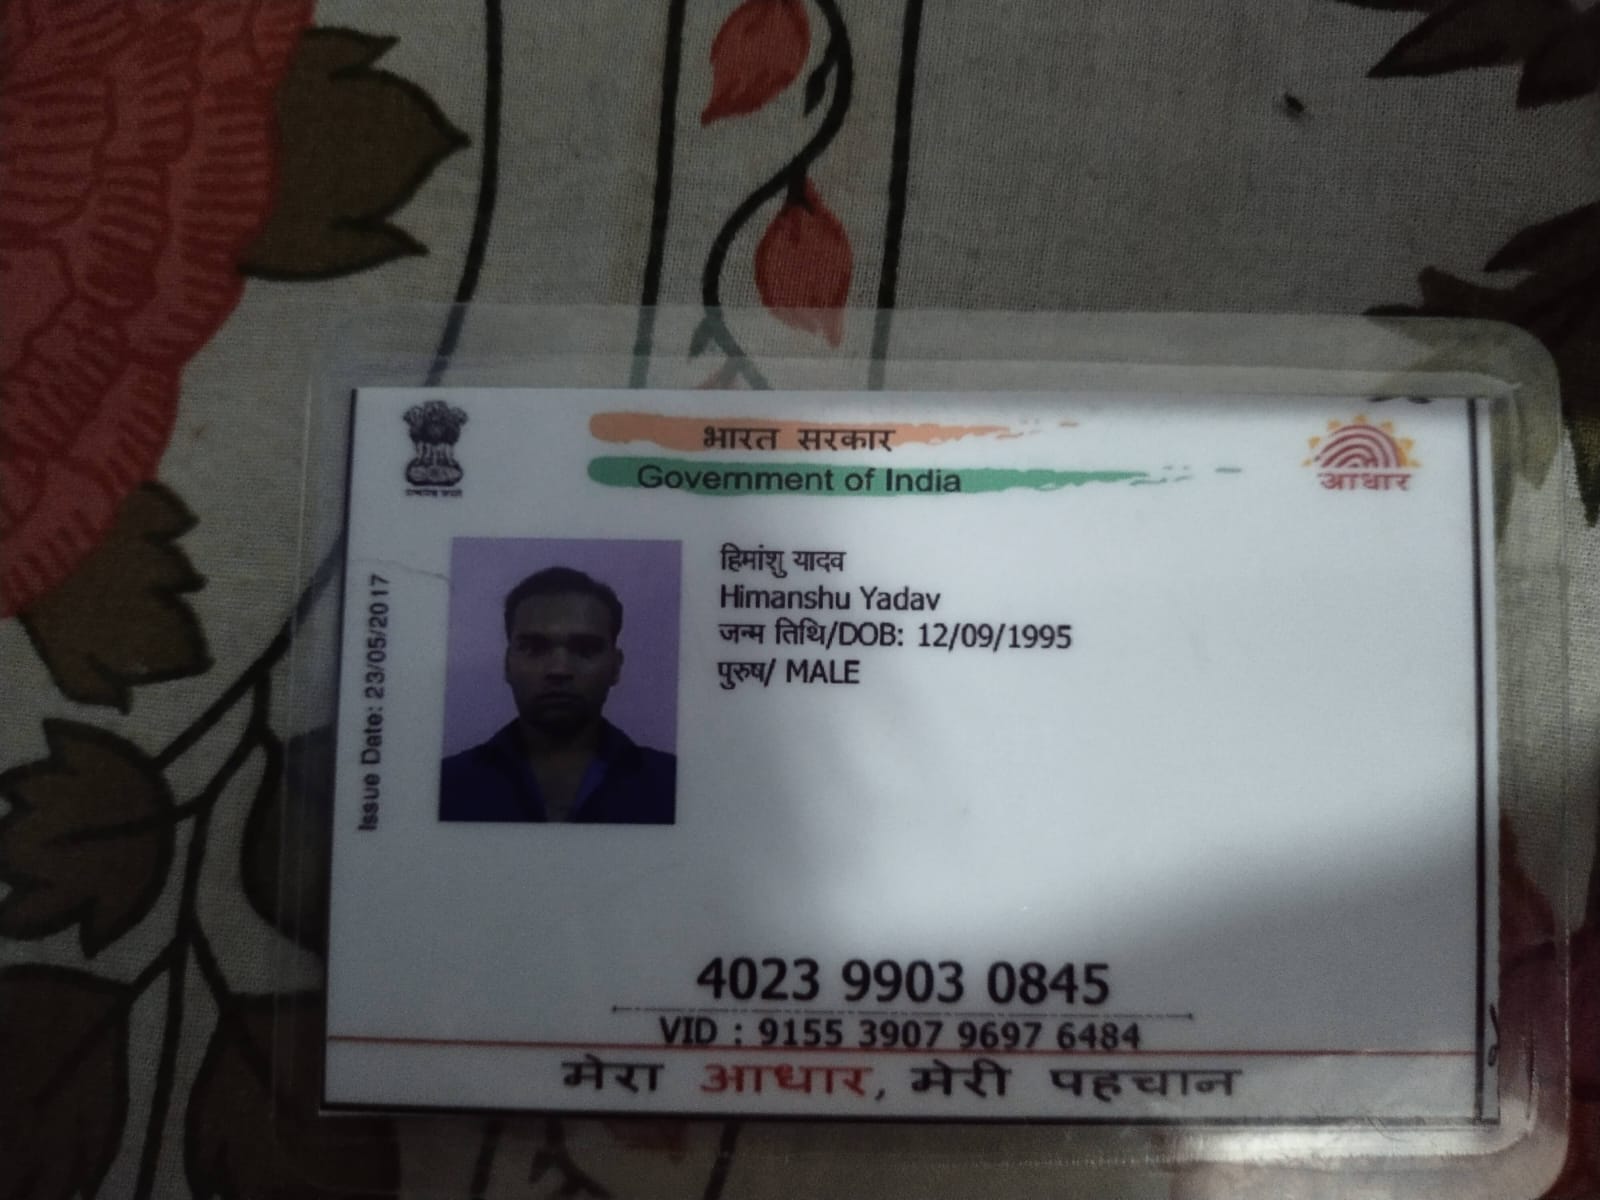 भारत सरकार
Government of India
आधार
Issue Date: 23/05/2017
हिमांशु यादव
Himanshu Yadav
जन्म तिथि/DOB: 12/09/1995
पुरुष/ MALE
4023 9903 0845
VID : 9155 3907 9697 6484
मेरा आधार, मेरी पहचान